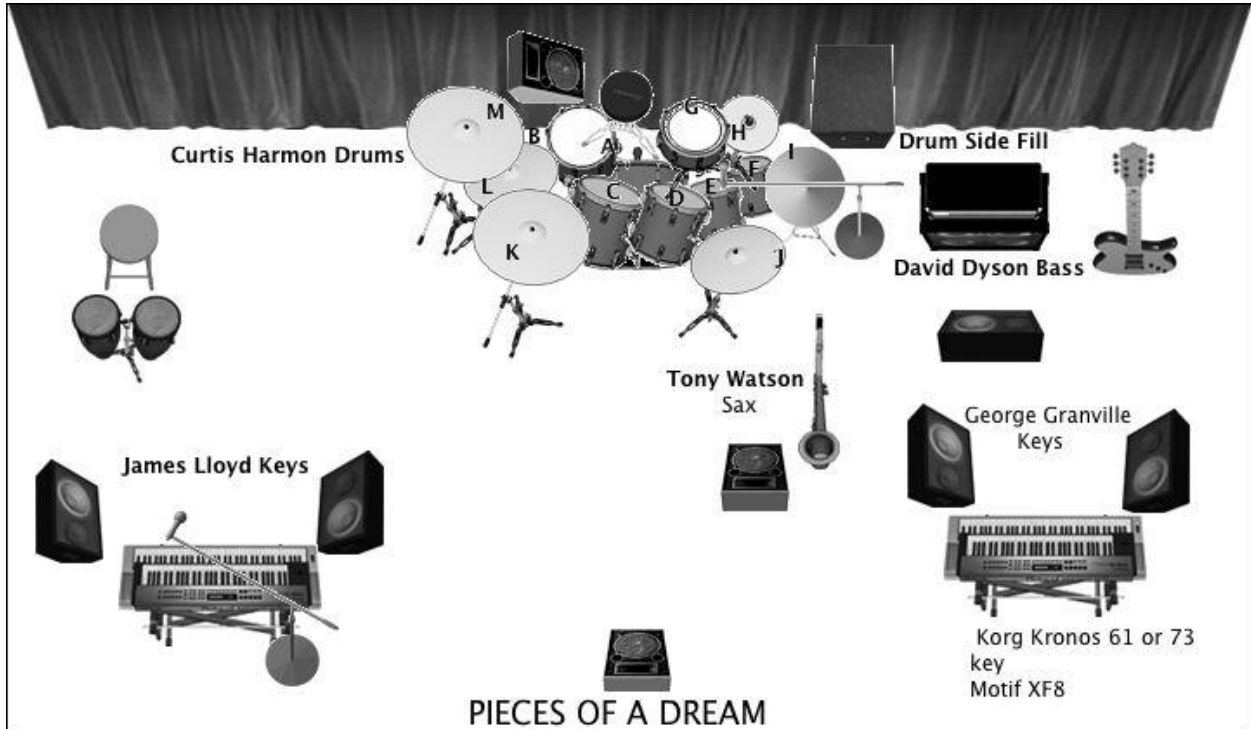 M
G
B
H
A
Curtis Harmon Drums
I
Drum Side Fill
F
L
C
D
E
K
J
David Dyson Bass
Tony Watson
Sax
George Granville
Keys
James Lloyd Keys
Korg Kronos 61 or 73
key
Motif XF8
PIECES OF A DREAM